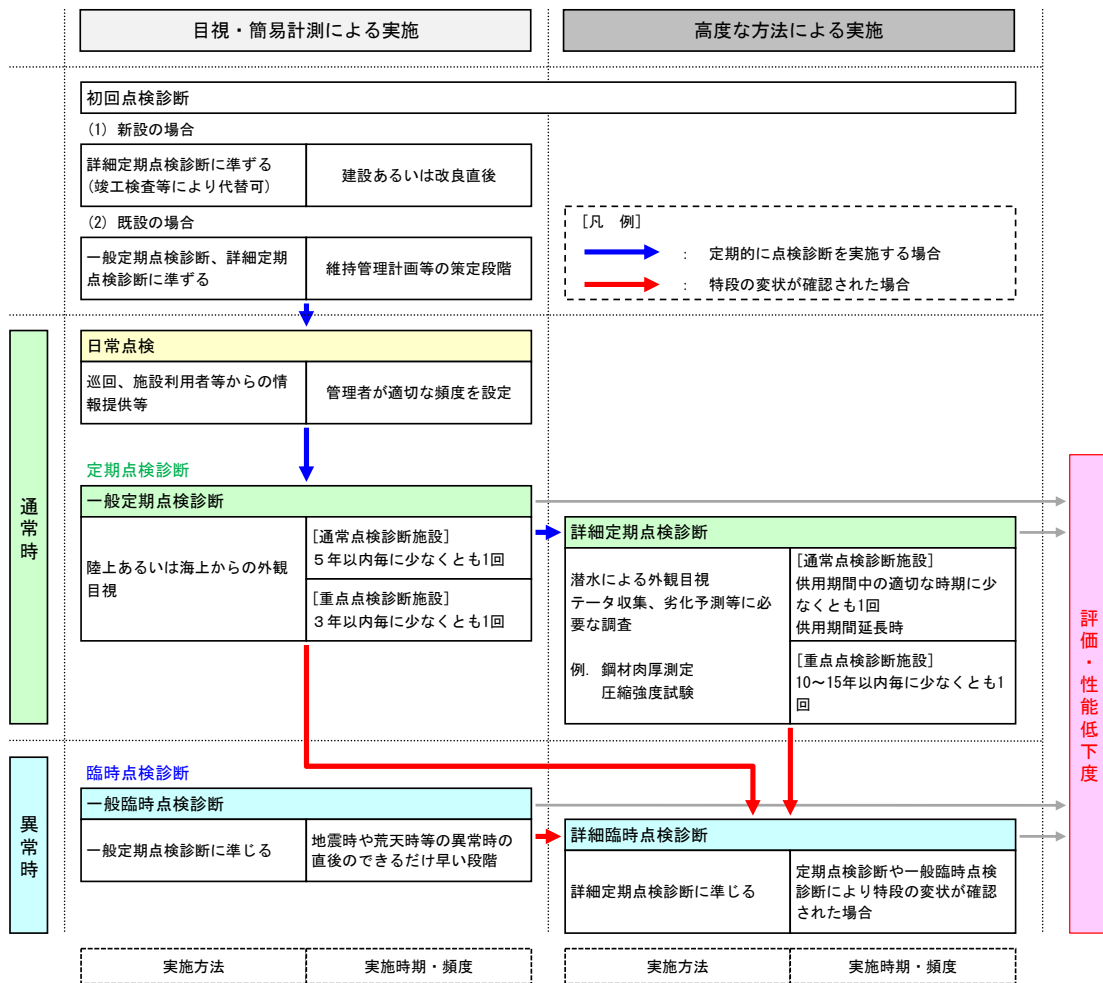 目視・簡易計測による実施
高度な方法による実施
初回点検診断
(1) 新設の場合
詳細定期点検診断に準ずる
(竣工検査等により代替可)
建設あるいは改良直後
(2) 既設の場合
一般定期点検診断、詳細定期
点検診断に準ずる
維持管理計画等の策定段階
[凡　例]
： 定期的に点検診断を実施する場合
： 特段の変状が確認された場合
通常時
日常点検
巡回、施設利用者等からの情
報提供等
管理者が適切な頻度を設定
定期点検診断
一般定期点検診断
陸上あるいは海上からの外観
目視
[通常点検診断施設]
５年以内毎に少なくとも1回
[重点点検診断施設]
３年以内毎に少なくとも1回
詳細定期点検診断
潜水による外観目視
テータ収集、劣化予測等に必
要な調査
例. 鋼材肉厚測定
圧縮強度試験
[通常点検診断施設]
供用期間中の適切な時期に少
なくとも1回
供用期間延長時
[重点点検診断施設]
10～15年以内毎に少なくとも1
回
評価・性能低下度
異常時
臨時点検診断
一般臨時点検診断
一般定期点検診断に準じる
地震時や荒天時等の異常時の
直後のできるだけ早い段階
詳細臨時点検診断
詳細定期点検診断に準じる
定期点検診断や一般臨時点検
診断により特段の変状が確認
された場合
実施方法
実施時期・頻度
実施方法
実施時期・頻度